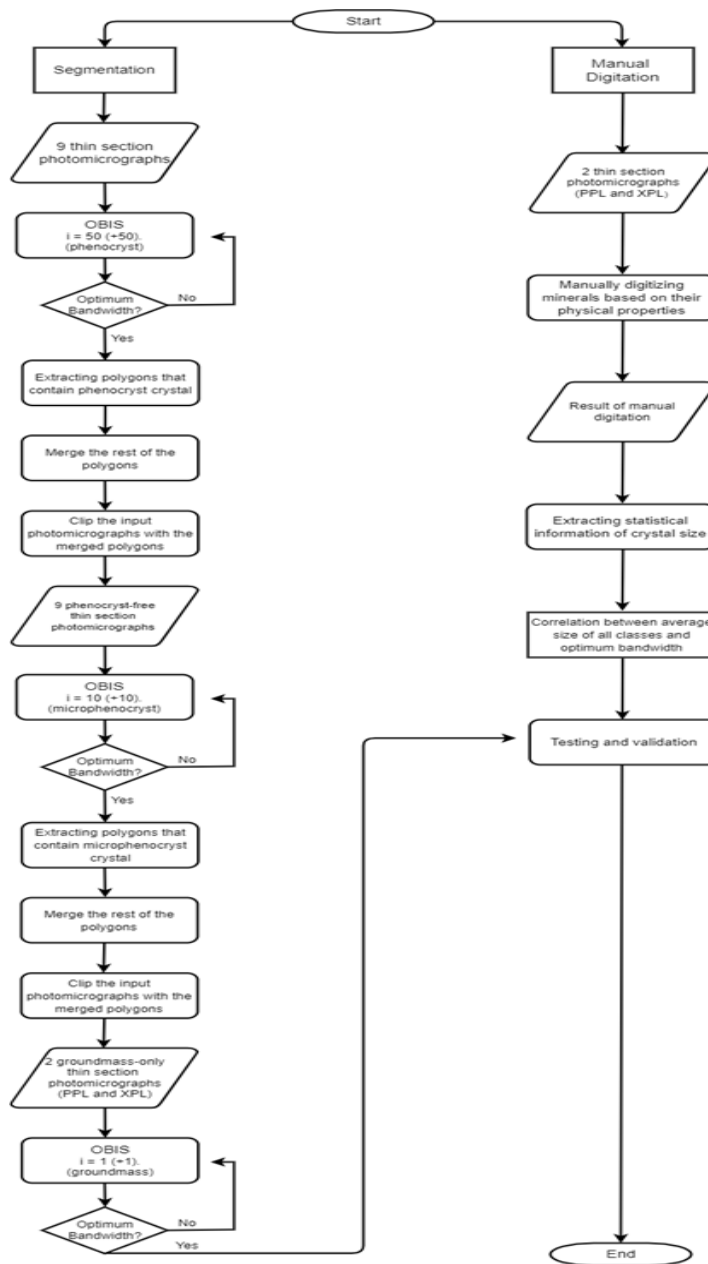 Start
Segmentation
9 thin section
photomicrographs
OBIS
i = 50 (+50).
(phenocryst)
Optimum
Bandwidth?
No
Yes
Extracting polygons that
contain phenocryst crystal
Merge the rest of the
polygons
Clip the input
photomicrographs with the
merged polygons
9 phenocryst-free
thin section
photomicrographs
OBIS
i = 10 (+10).
(microphenocryst)
Optimum
Bandwidth?
No
Yes
Extracting polygons that
contain microphenocryst
crystal
Merge the rest of the
polygons
Clip the input
photomicrographs with the
merged polygons
2 groundmass-only
thin section
photomicrographs
(PPL and XPL)
OBIS
i = 1 (+1).
(groundmass)
Optimum
Bandwidth?
No
Yes
Manual
Digitation
2 thin section
photomicrographs
(PPL and XPL)
Manually digitizing
minerals based on their
physical properties
Result of manual
digitation
Extracting statistical
information of crystal size
Correlation between average
size of all classes and
optimum bandwidth
Testing and validation
End